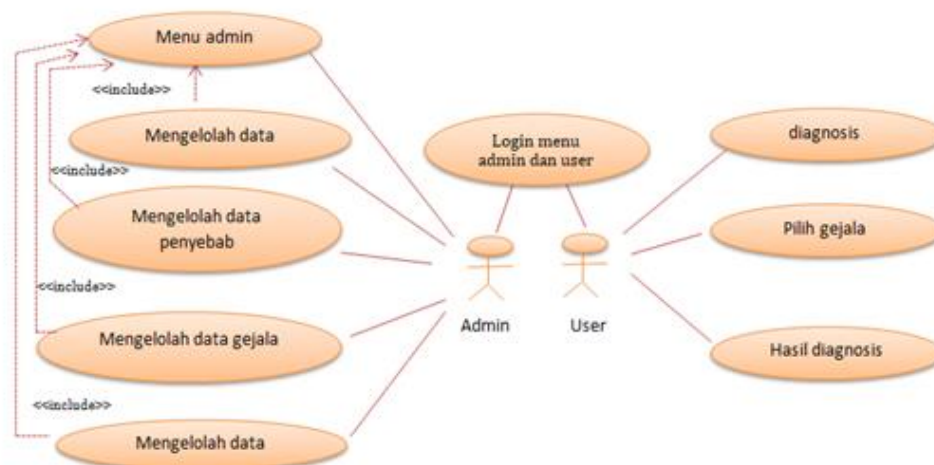 Menu admin
<<include>>
Mengelolah data
<<include>>
Mengelolah data
penyebab
<<include>>
Mengelolah data gejala
<<include>>
Mengelolah data
Login menu
admin dan user
Admin
User
diagnosis
Pilih gejala
Hasil diagnosis